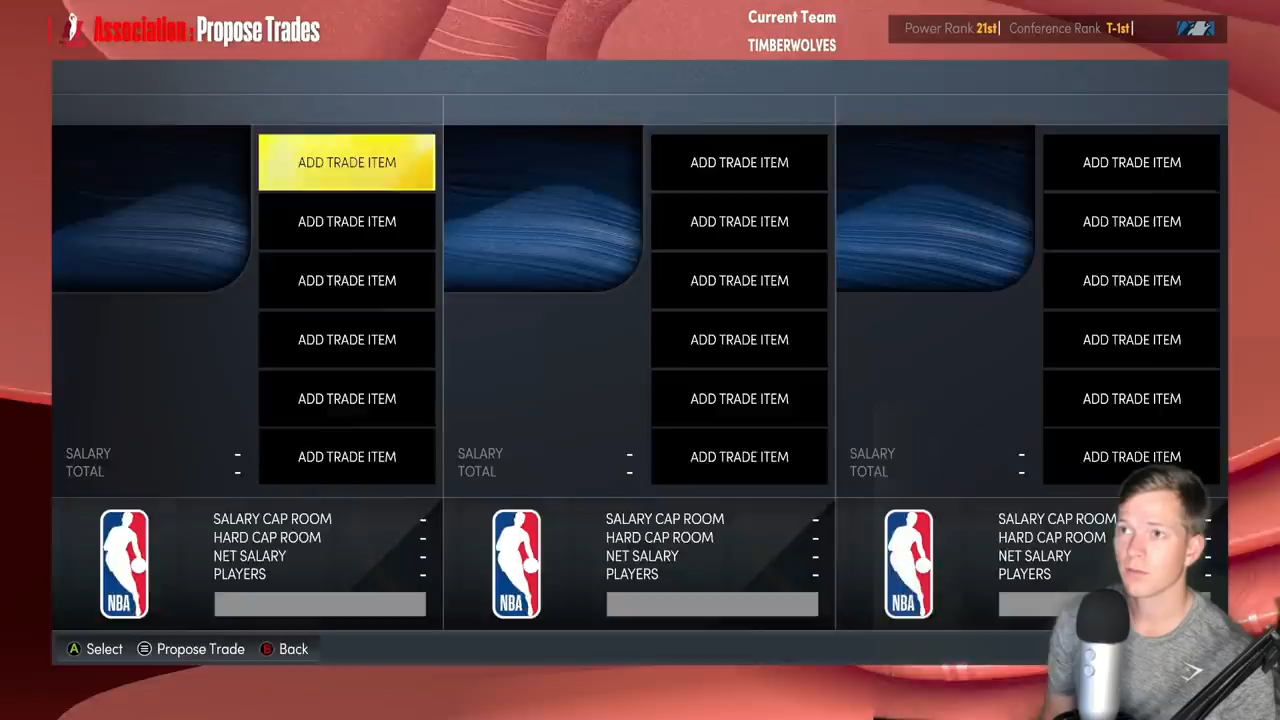 Association : Propose Trades
Current Team
TIMBERWOLVES
Power Rank 21st| Conference Rank T-1st|
ADD TRADE ITEM
ADD TRADE ITEM
ADD TRADE ITEM
ADD TRADE ITEM
ADD TRADE ITEM
ADD TRADE ITEM
SALARY -
TOTAL -
NBA
SALARY CAP ROOM -
HARD CAP ROOM -
NET SALARY -
PLAYERS -
ADD TRADE ITEM
ADD TRADE ITEM
ADD TRADE ITEM
ADD TRADE ITEM
ADD TRADE ITEM
ADD TRADE ITEM
SALARY -
TOTAL -
NBA
SALARY CAP ROOM -
HARD CAP ROOM -
NET SALARY -
PLAYERS -
ADD TRADE ITEM
ADD TRADE ITEM
ADD TRADE ITEM
ADD TRADE ITEM
ADD TRADE ITEM
ADD TRADE ITEM
SALARY -
TOTAL -
NBA
SALARY CAP ROOM -
HARD CAP ROOM -
NET SALARY -
PLAYERS -
A Select Propose Trade B Back